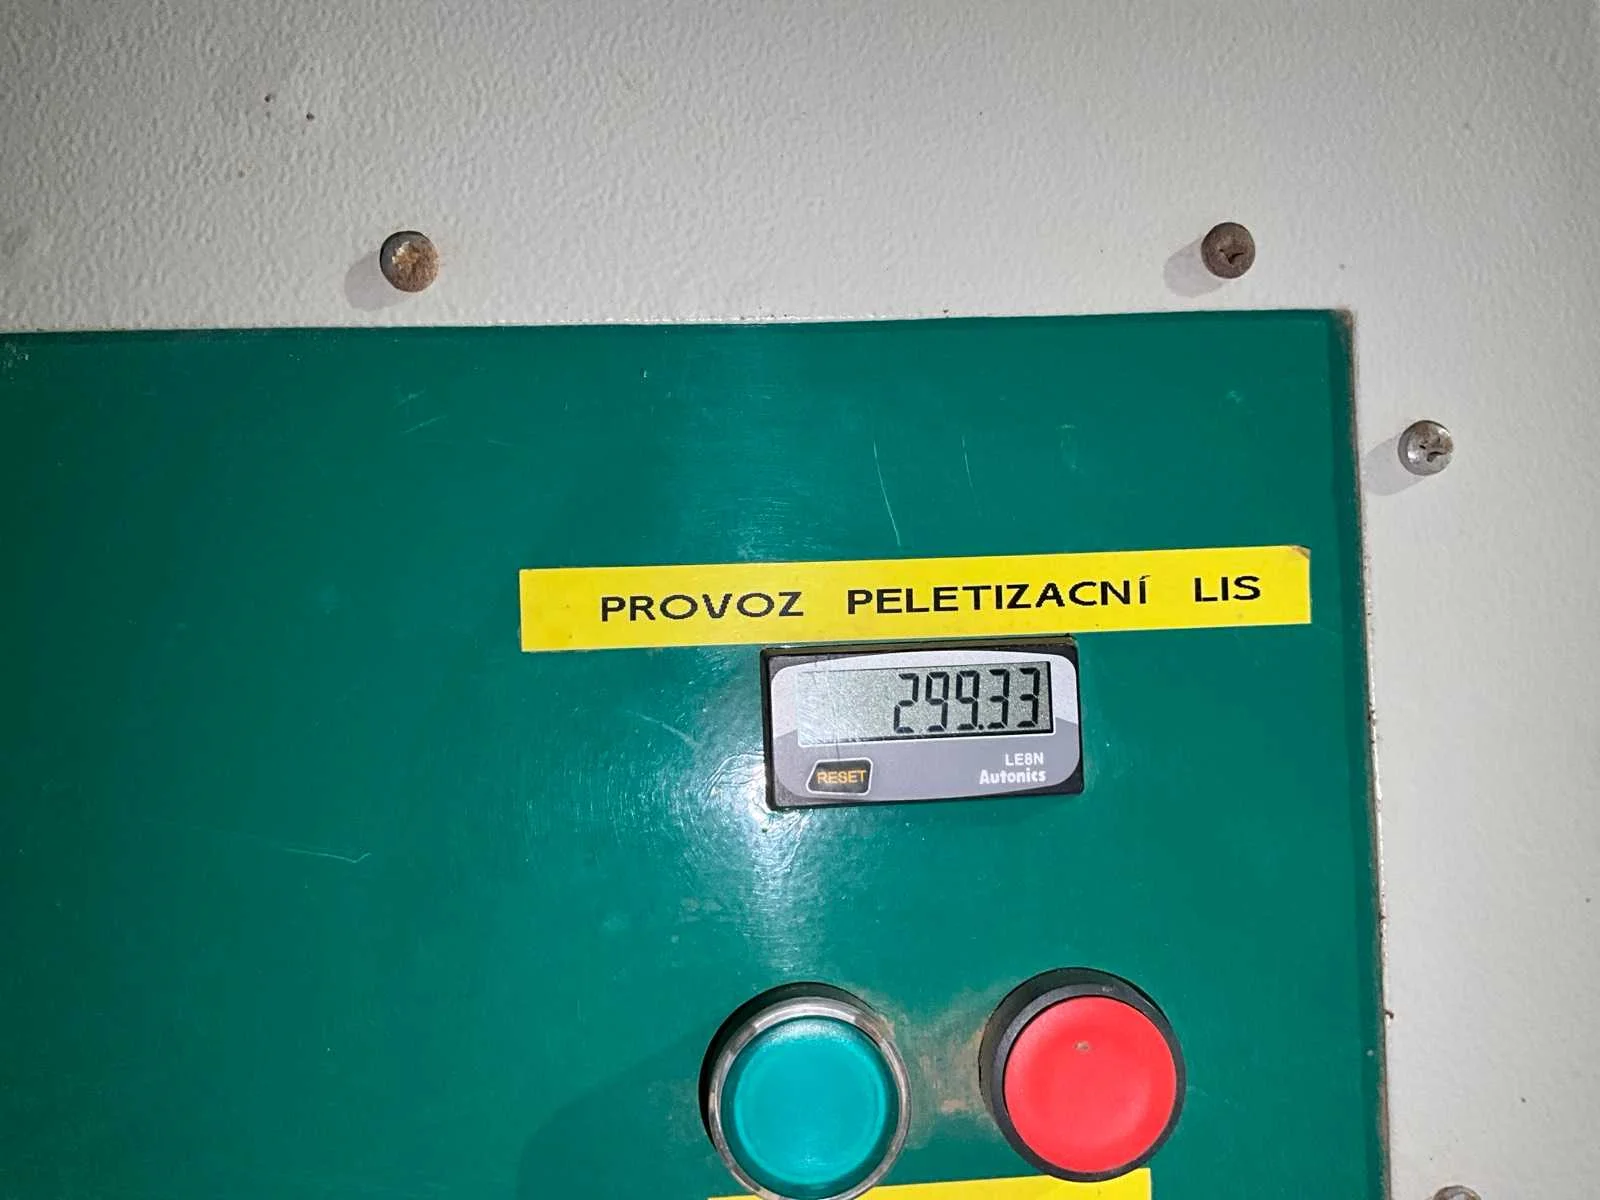 PROVOZ PELETIZACNÍ LIS
299.33
LE8N
RESET
Autonics